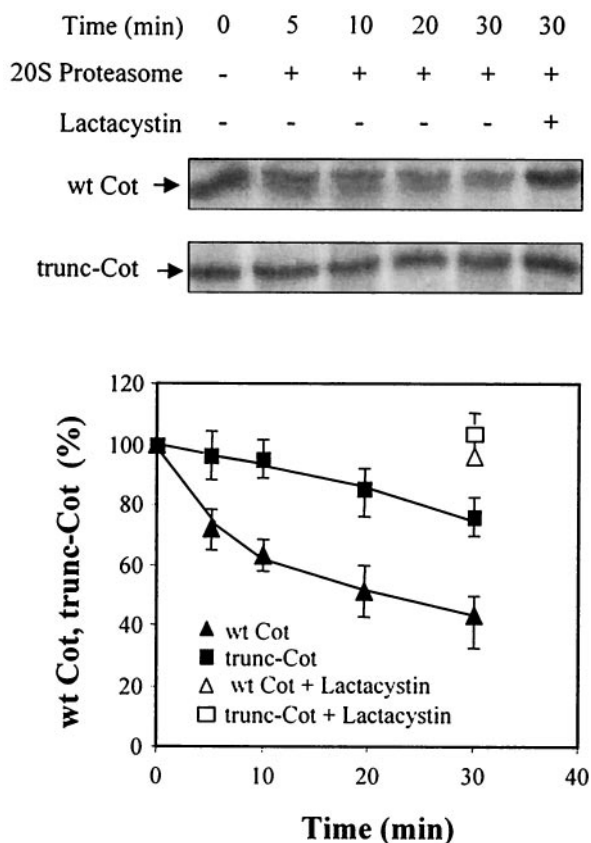 Time (min) 0 5 10 20 30 30
20S Proteasome - + + + + +
Lactacystin - - - - - +
wt Cot
trunc-Cot
wt Cot, trunc-Cot (%)
120
100
80
60
40
20
0
wt Cot
trunc-Cot
wt Cot + Lactacystin
trunc-Cot + Lactacystin
0 10 20 30 40
Time (min)